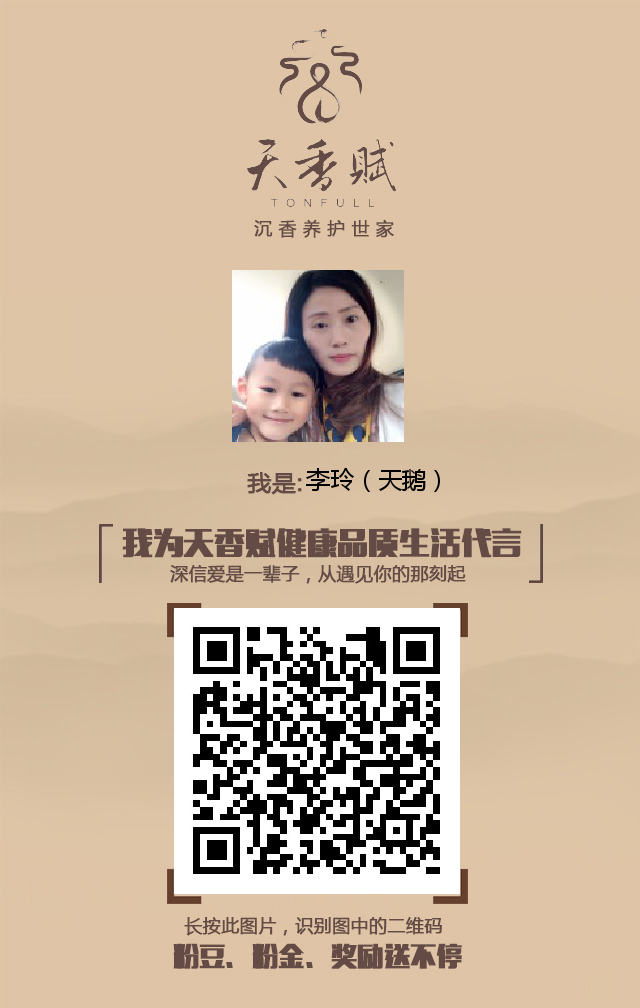 天香赋
TONFULL
沉香养护世家
我是:李玲（天鹅）
我为天香赋健康品质生活代言
深信爱是一辈子，从遇见你的那刻起
长按此图片，识别图中的二维码
粉豆、粉金、奖励送不停